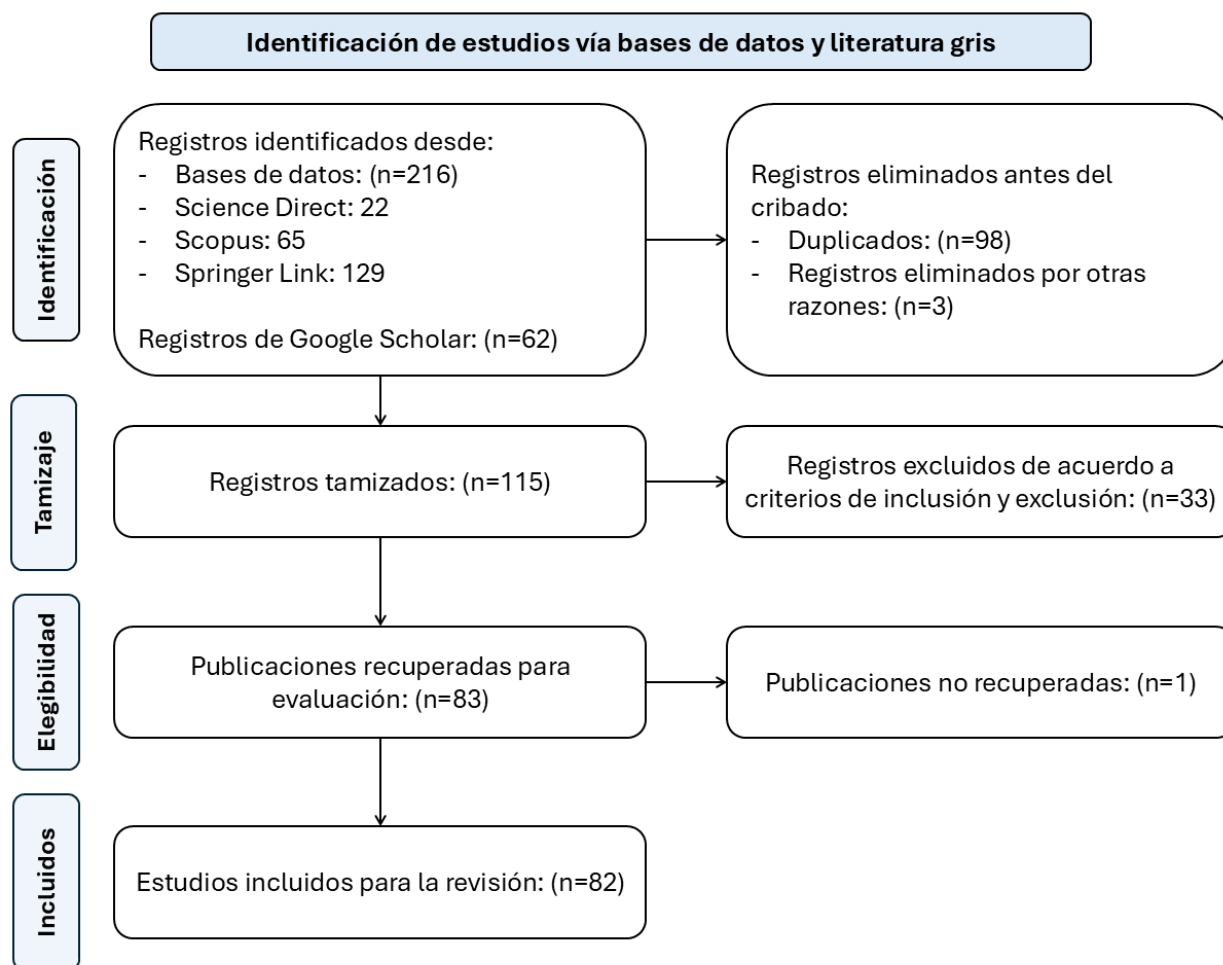 Identificación de estudios vía bases de datos y literatura gris
Identificación
Registros identificados desde:
- Bases de datos: (n=216)
- Science Direct: 22
- Scopus: 65
- Springer Link: 129
Registros de Google Scholar: (n=62)
Registros eliminados antes del
cribado:
- Duplicados: (n=98)
- Registros eliminados por otras
razones: (n=3)
Tamizaje
Registros tamizados: (n=115)
Registros excluidos de acuerdo a
criterios de inclusión y exclusión: (n=33)
Elegibilidad
Publicaciones recuperadas para
evaluación: (n=83)
Publicaciones no recuperadas: (n=1)
Incluidos
Estudios incluidos para la revisión: (n=82)